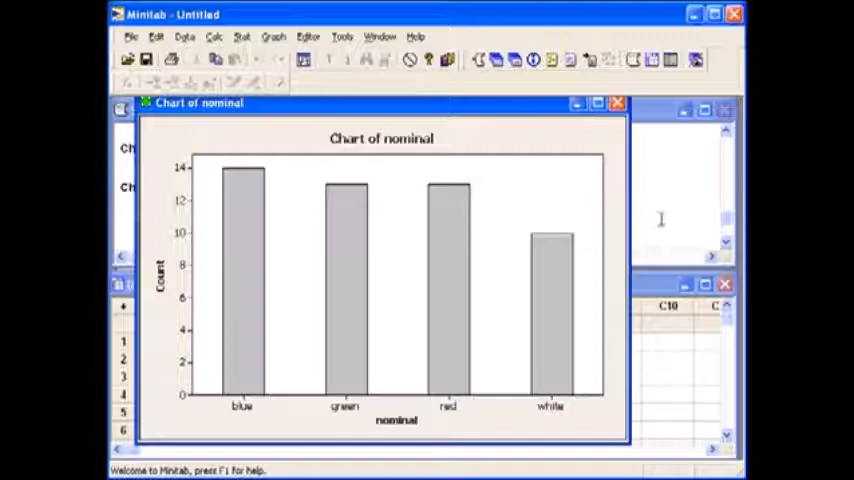 Minitab - Untitled
File Edit Data Calc Stat Graph Editor Tools Window Help
Chart of nominal
Ch
Ch
Chart of nominal
14
12
10
8
6
4
2
0
Count
blue green red white
nominal
C10 C
1
2
3
4
5
6
Welcome to Minitab, press F1 for help.